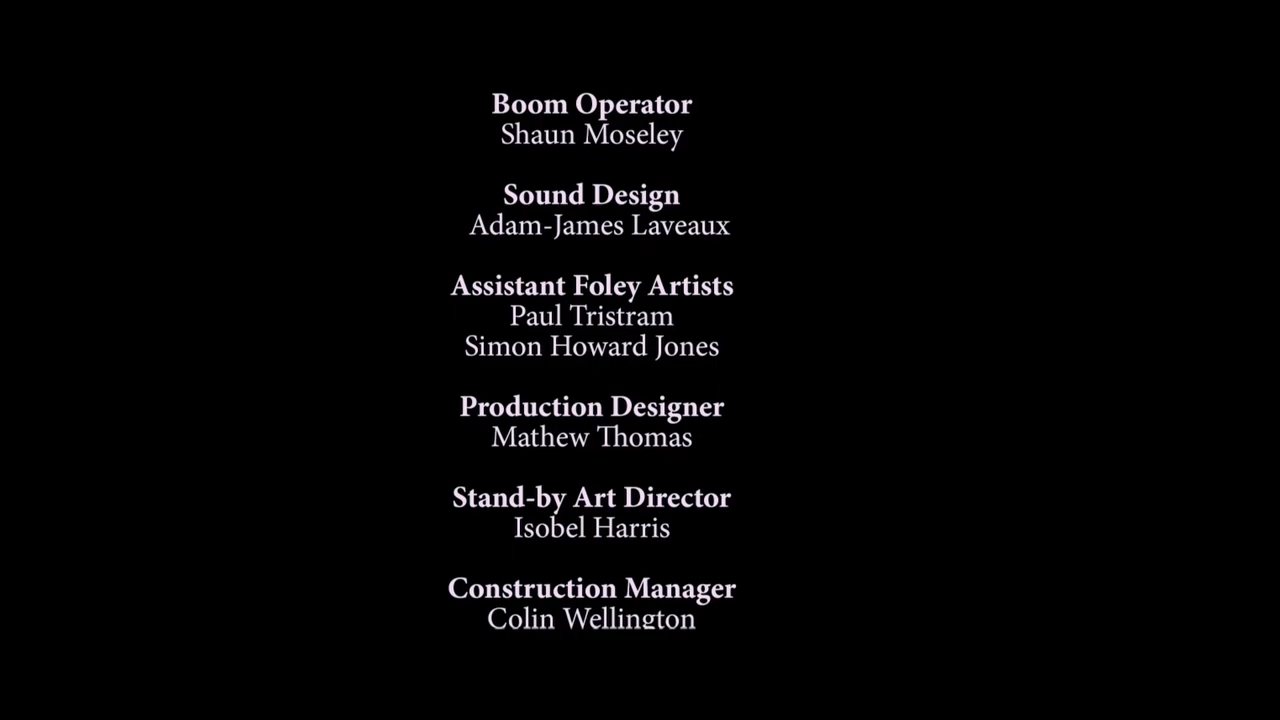 Boom Operator
Shaun Moseley
Sound Design
Adam-James Laveaux
Assistant Foley Artists
Paul Tristram
Simon Howard Jones
Production Designer
Mathew Thomas
Stand-by Art Director
Isobel Harris
Construction Manager
Colin Wellington